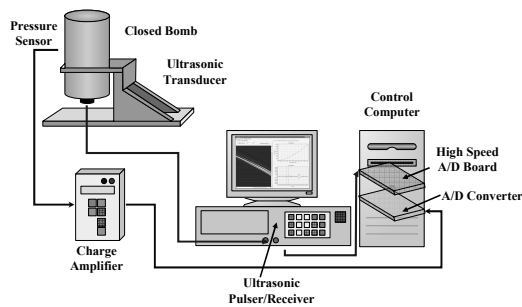 Pressure
Sensor
Closed Bomb
Ultrasonic
Transducer
Control
Computer
High Speed
A/D Board
A/D Converter
Charge
Amplifier
Ultrasonic
Pulser/Receiver